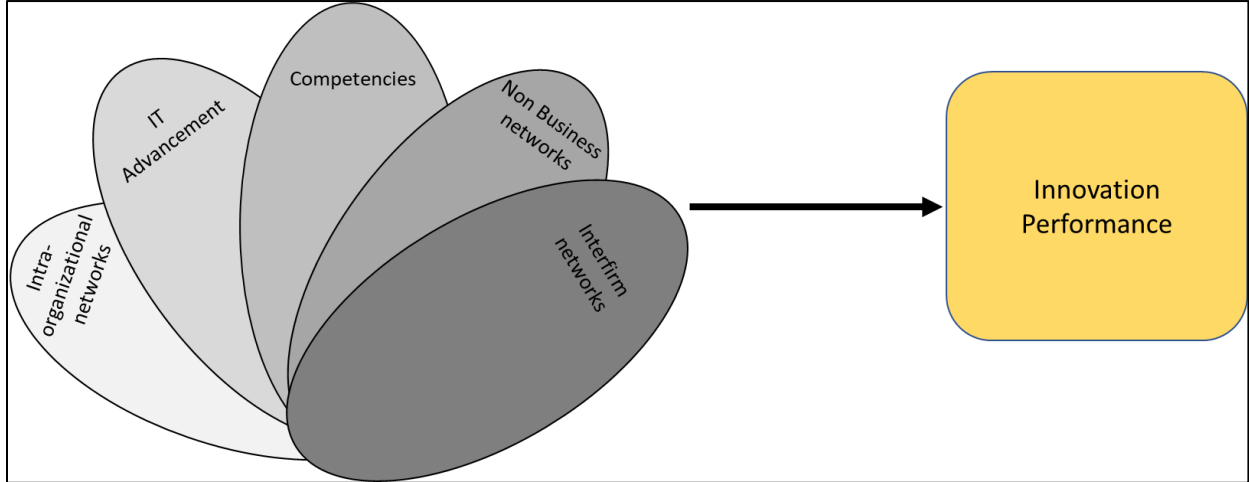 Intra-
organizational
networks
IT
Advancement
Competencies
Non Business
networks
Interfirm
networks
Innovation
Performance